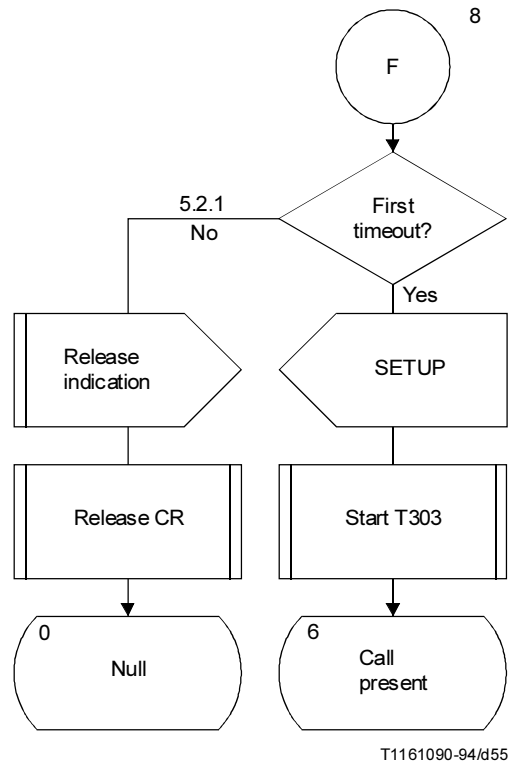 8
F
First
timeout?
5.2.1
No
Yes
Release
indication
SETUP
Release CR
Start T303
0
Null
6
Call
present
T1161090-94/d55